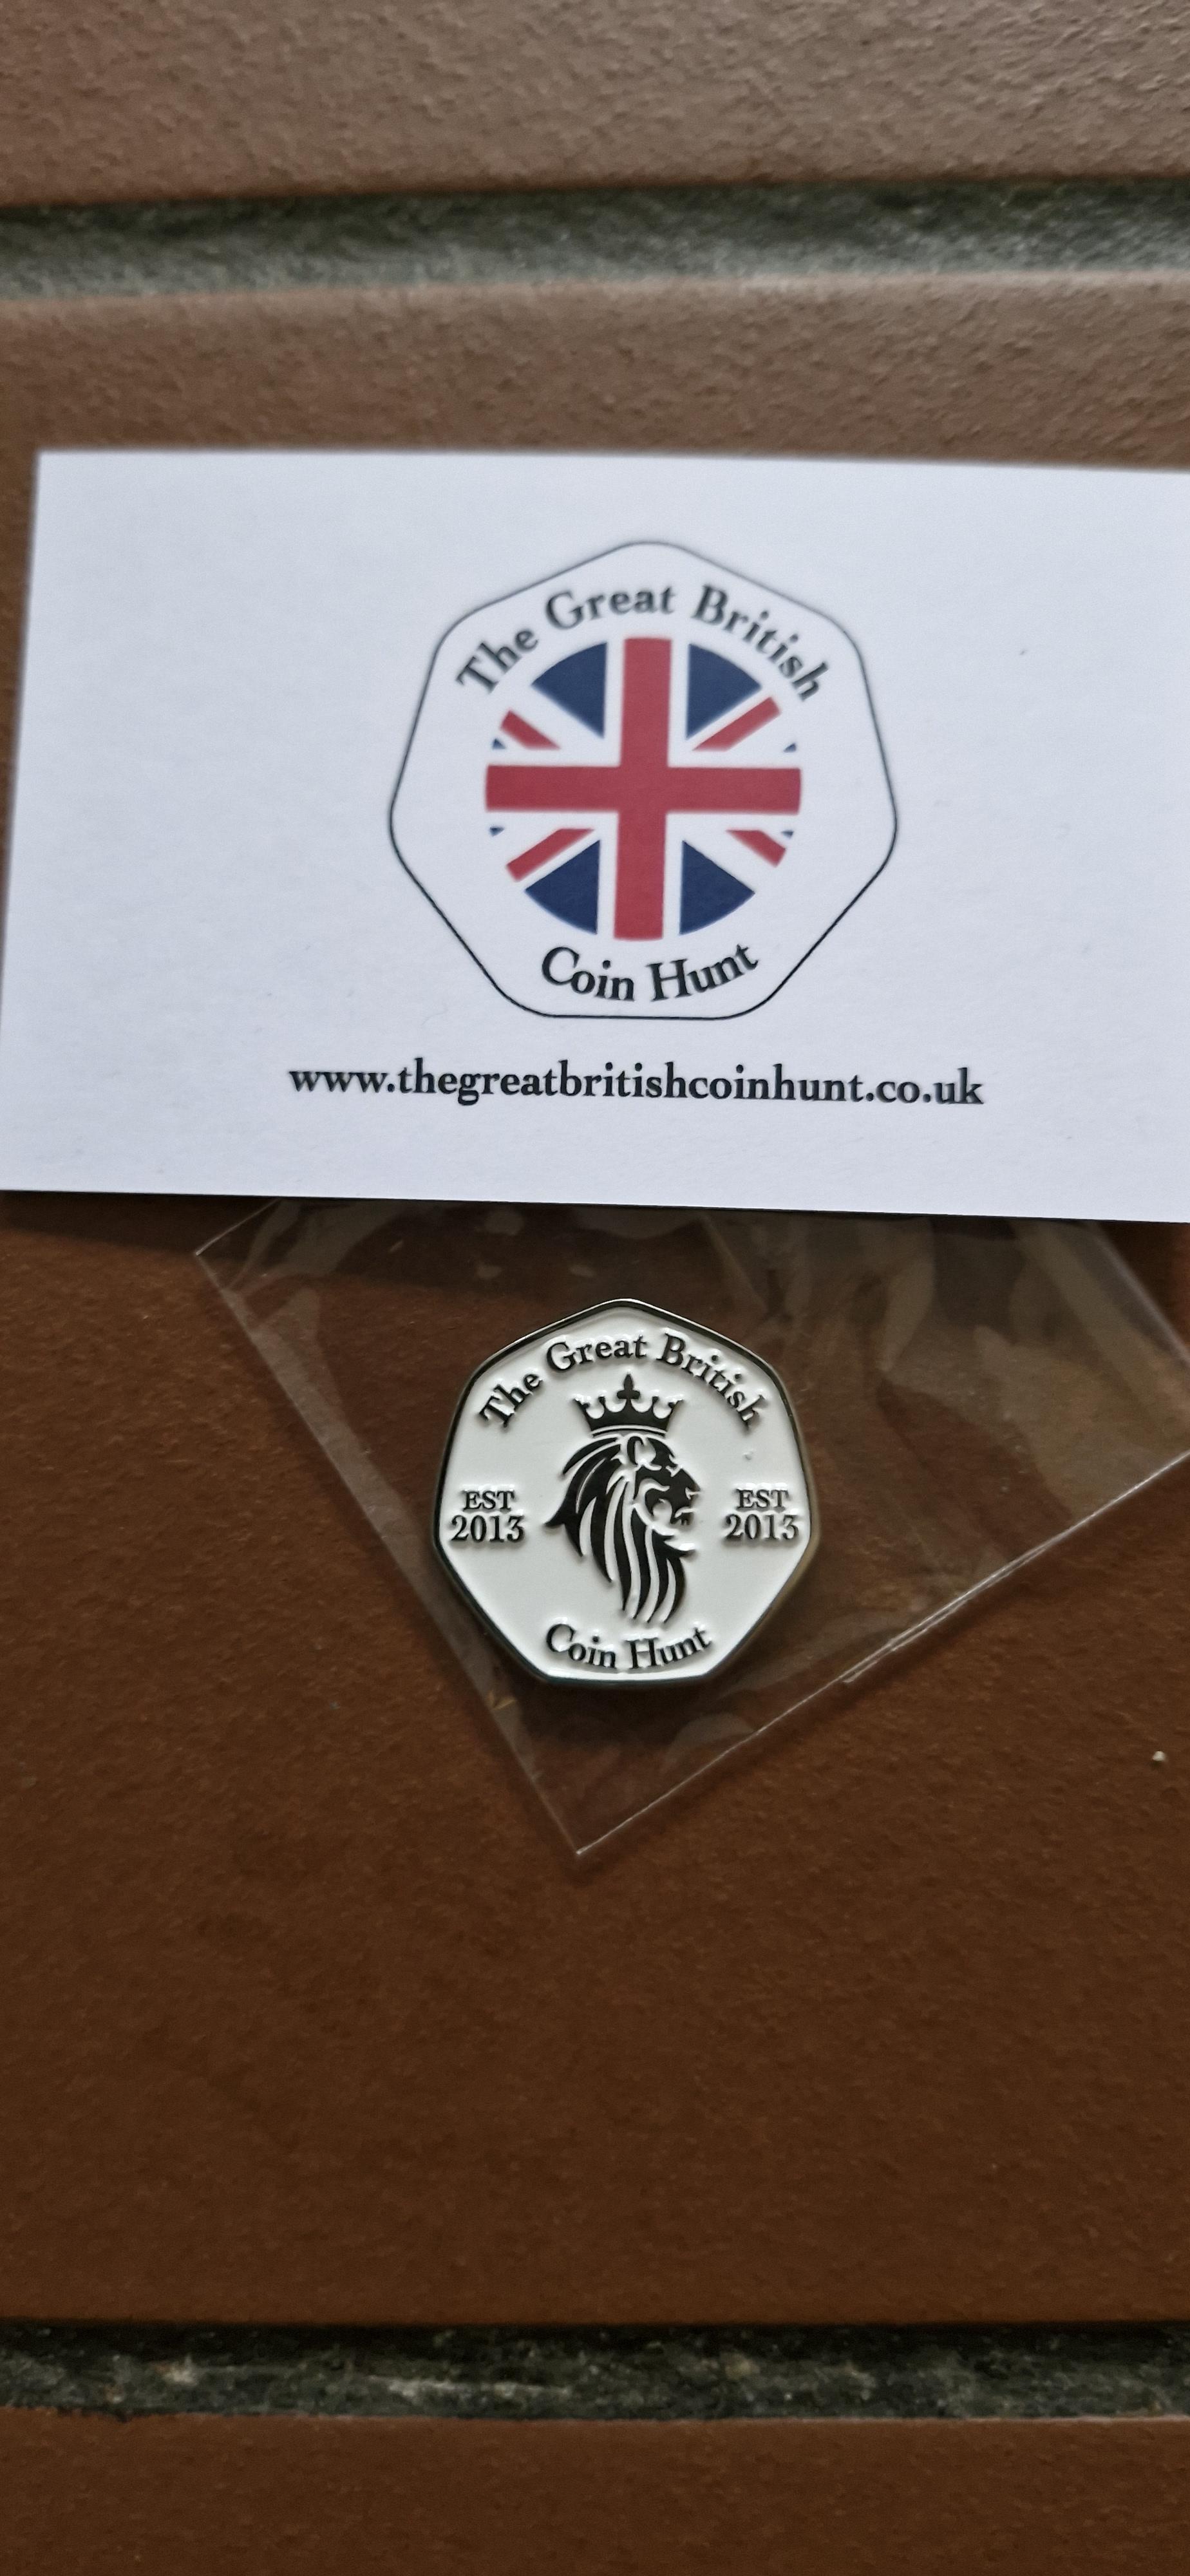 The Great British
Coin Hunt
www.thegreatbritishcoinhunt.co.uk
The Great British
EST
2013
EST
2013
Coin Hunt